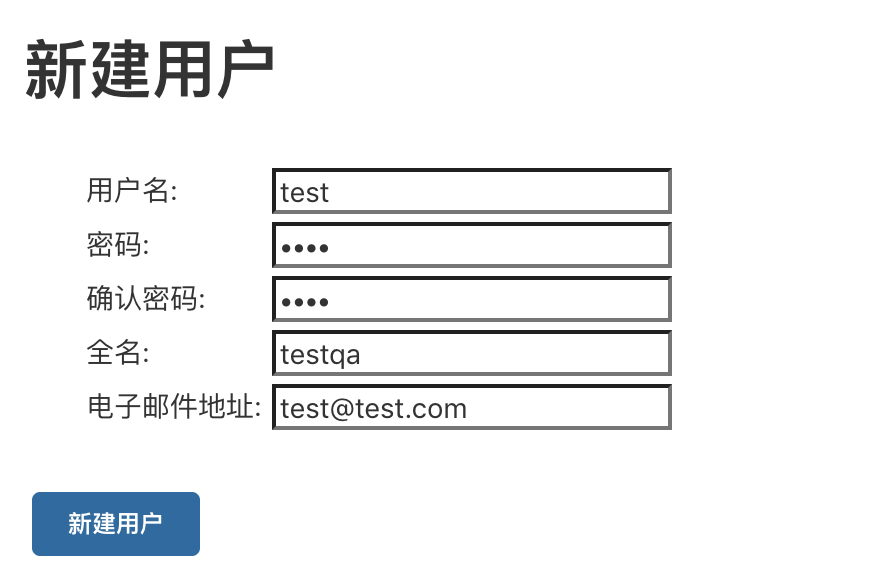 新建用户
用户名: test
密码: ••••
确认密码: ••••
全名: testqa
电子邮件地址: test@test.com
新建用户